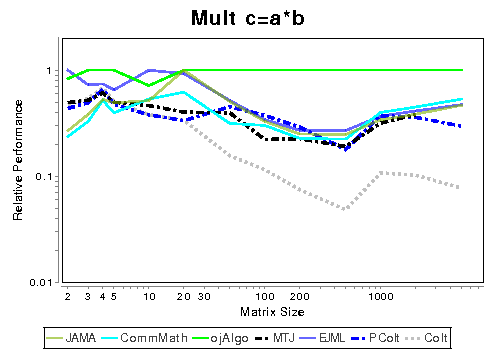 Mult c=a*b
Relative Performance
1
0.1
0.01
2 3 4 5 10 20 30 100 200 1000
Matrix Size
JAMA CommMath ojAlgo MTJ EJML PColt Colt